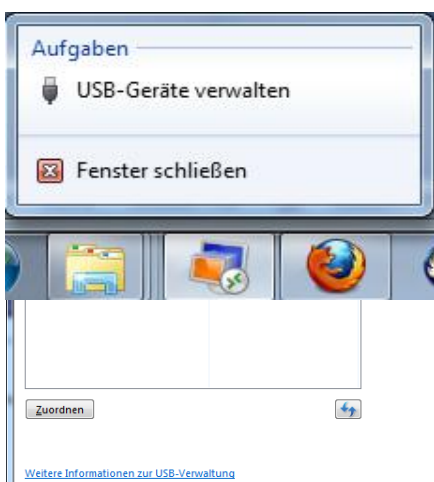 Aufgaben
USB-Geräte verwalten
Fenster schließen
Zuordnen
Weitere Informationen zur USB-Verwaltung